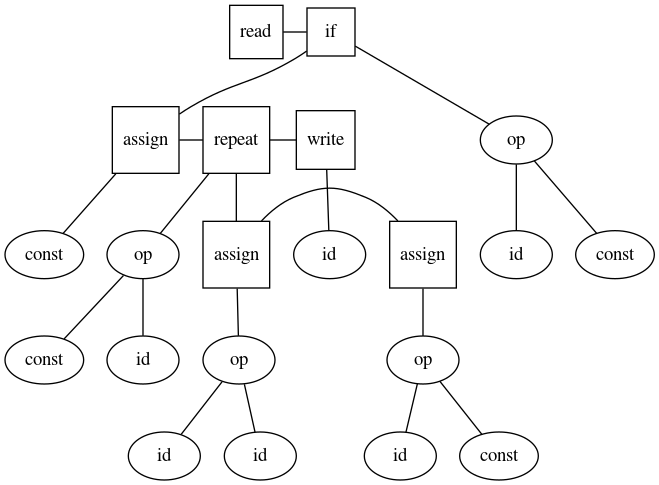 read if
assign repeat write op
const op assign id assign id const
const id op op
id id id const